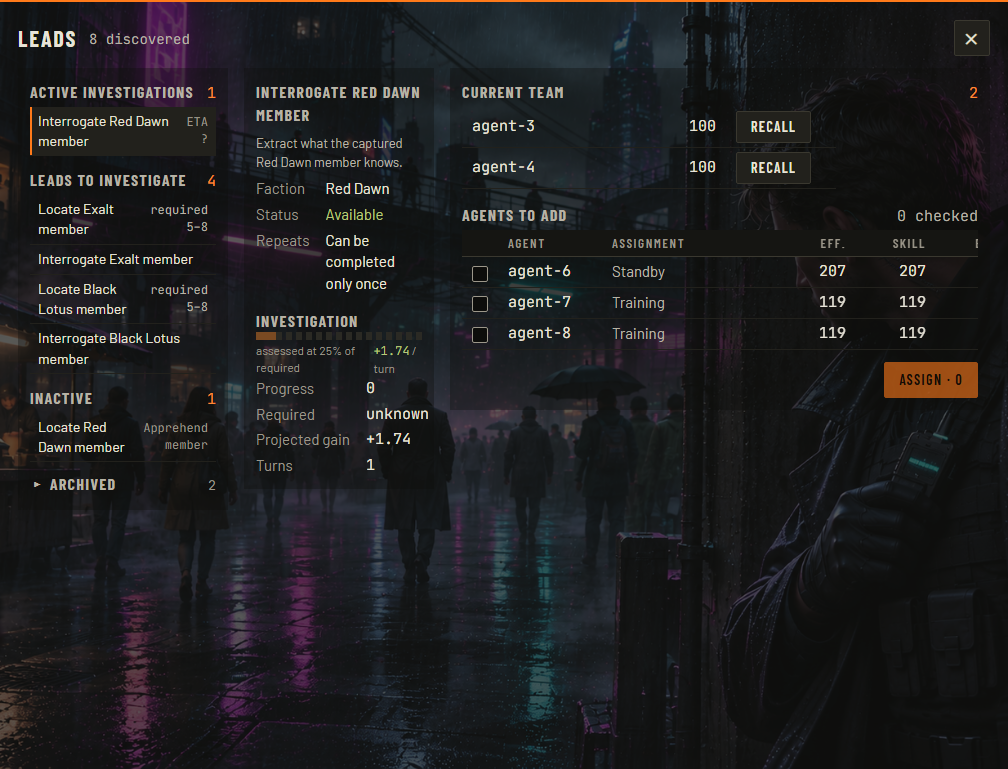 LEADS 8 discovered ✕
ACTIVE INVESTIGATIONS 1
Interrogate Red Dawn member ETA ?
LEADS TO INVESTIGATE 4
Locate Exalt member required 5–8
Interrogate Exalt member
Locate Black Lotus member required 5–8
Interrogate Black Lotus member
INACTIVE 1
Locate Red Dawn member Apprehend member
► ARCHIVED 2
INTERROGATE RED DAWN
MEMBER
Extract what the captured
Red Dawn member knows.
Faction Red Dawn
Status Available
Repeats Can be
completed
only once
INVESTIGATION
assessed at 25% of required +1.74 / turn
Progress 0
Required unknown
Projected gain +1.74
Turns 1
CURRENT TEAM 2
agent-3 100 RECALL
agent-4 100 RECALL
AGENTS TO ADD 0 checked
AGENT ASSIGNMENT EFF. SKILL
agent-6 Standby 207 207
agent-7 Training 119 119
agent-8 Training 119 119
ASSIGN · 0